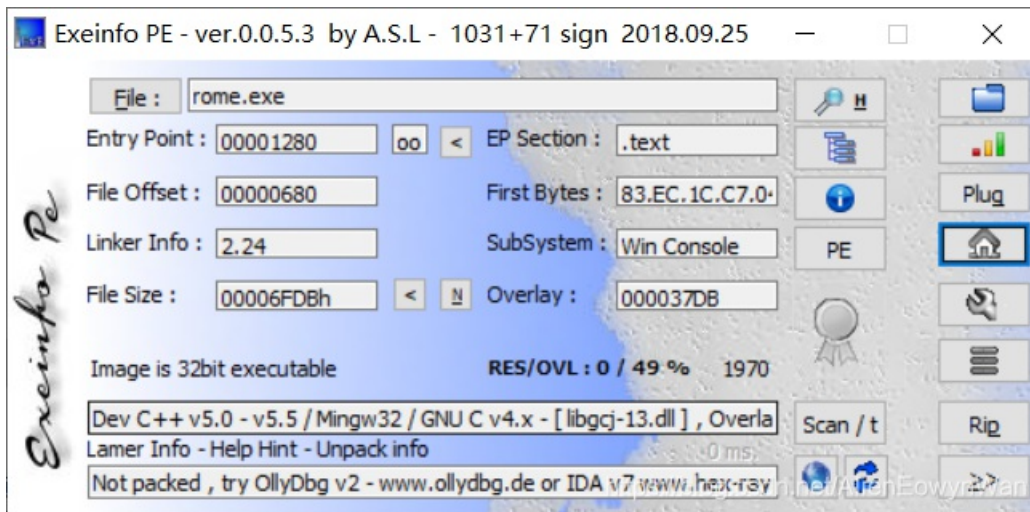 Exeinfo PE - ver.0.0.5.3 by A.S.L - 1031+71 sign 2018.09.25
Exeinfo Pe
File : rome.exe H
Entry Point : 00001280 oo < EP Section : .text
File Offset : 00000680 First Bytes : 83.EC.1C.C7.0 Plug
Linker Info : 2.24 SubSystem : Win Console PE
File Size : 00006FDBh < N Overlay : 000037DB
Image is 32bit executable RES/OVL : 0 / 49 % 1970
Dev C++ v5.0 - v5.5 / Mingw32 / GNU C v4.x - [ libgcj-13.dll ] , Overla Scan / t Rip
Lamer Info - Help Hint - Unpack info 0 ms.
Not packed , try OllyDbg v2 - www.ollydbg.de or IDA v7 www.hex-ray >>